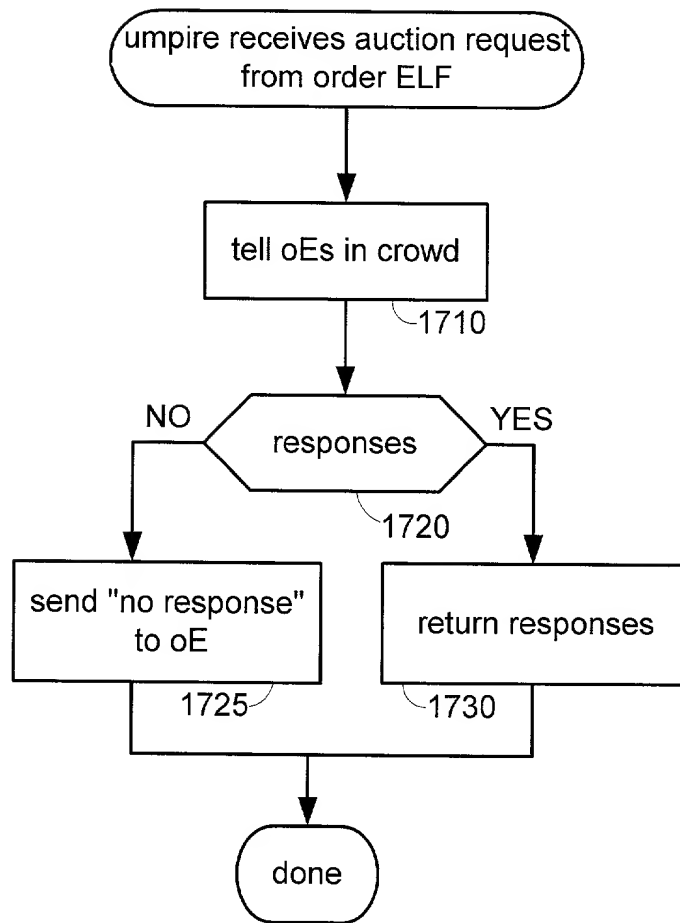 umpire receives auction request
from order ELF
tell oEs in crowd
1710
NO
YES
responses
1720
send "no response"
to oE
return responses
1725
1730
done